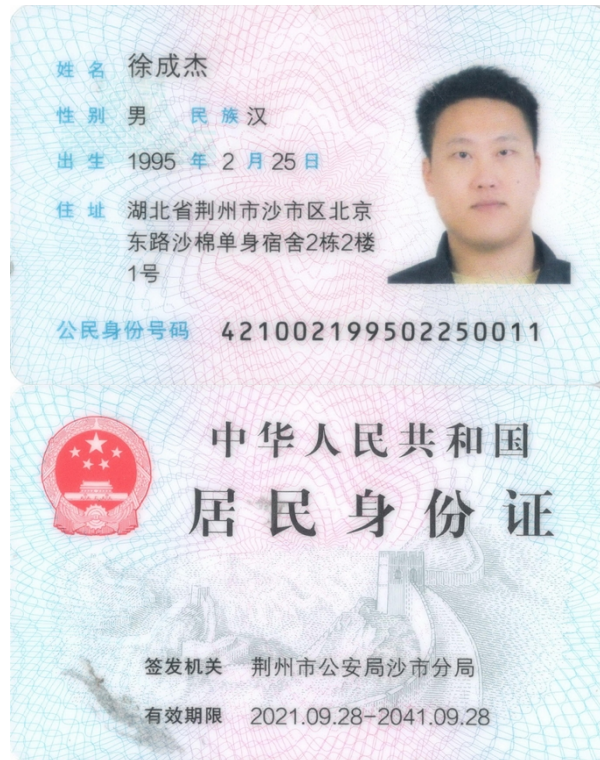 姓名 徐成杰
性别 男 民族 汉
出生 1995 年 2 月 25 日
住址 湖北省荆州市沙市区北京
东路沙棉单身宿舍2栋2楼
1号
公民身份号码 421002199502250011
中华人民共和国
居民身份证
签发机关 荆州市公安局沙市分局
有效期限 2021.09.28-2041.09.28